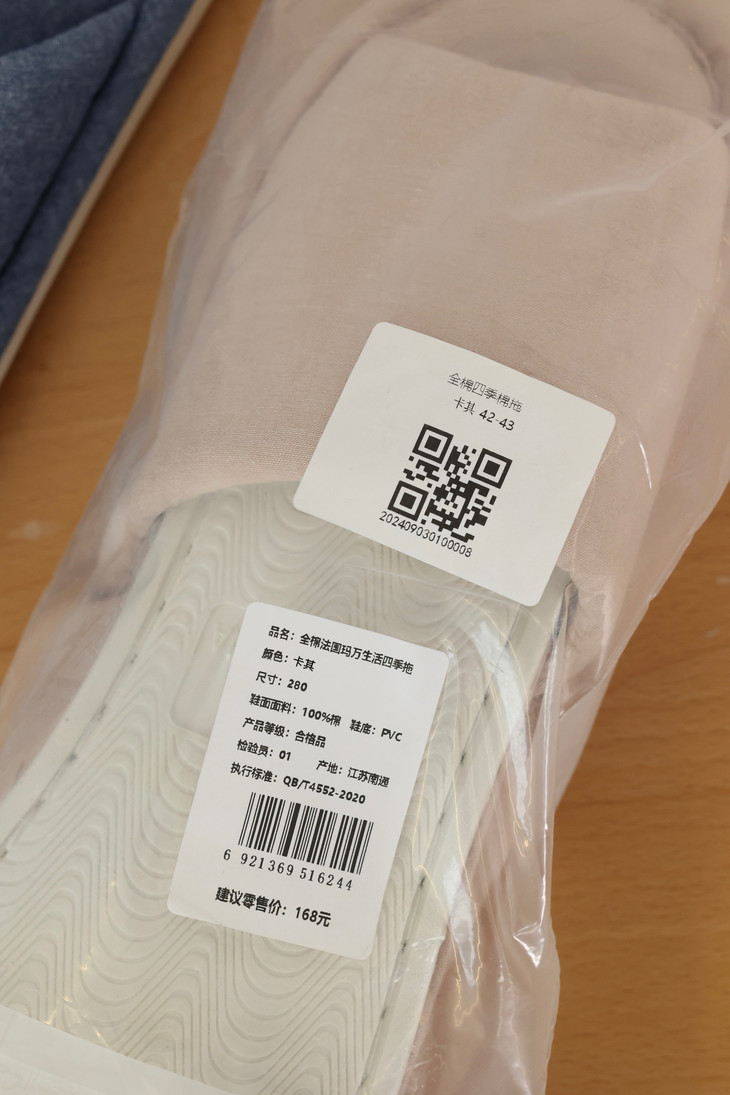 全棉四季棉拖
卡其 42-43
20240903010008
品名：全棉法国玛万生活四季拖
颜色：卡其
尺寸：280
鞋面面料：100%棉 鞋底：PVC
产品等级：合格品
检验员：01 产地：江苏南通
执行标准：QB/T4552-2020
6 921369 516244
建议零售价：168元